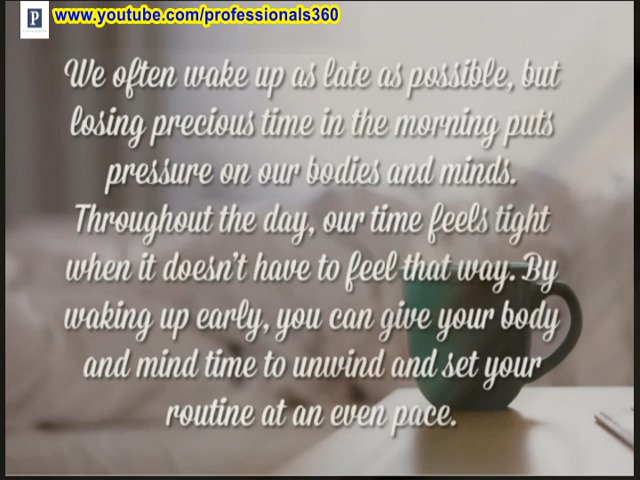 www.youtube.com/professionals360
P
We often wake up as late as possible, but
losing precious time in the morning puts
pressure on our bodies and minds.
Throughout the day, our time feels tight
when it doesn't have to feel that way. By
waking up early, you can give your body
and mind time to unwind and set your
routine at an even pace.